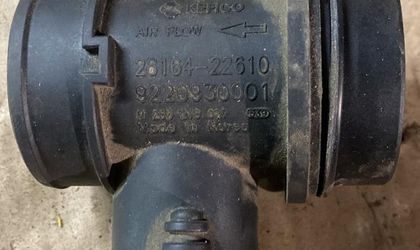 KEFICO
AIR FLOW
28164-22610
9220930001
Made in Korea